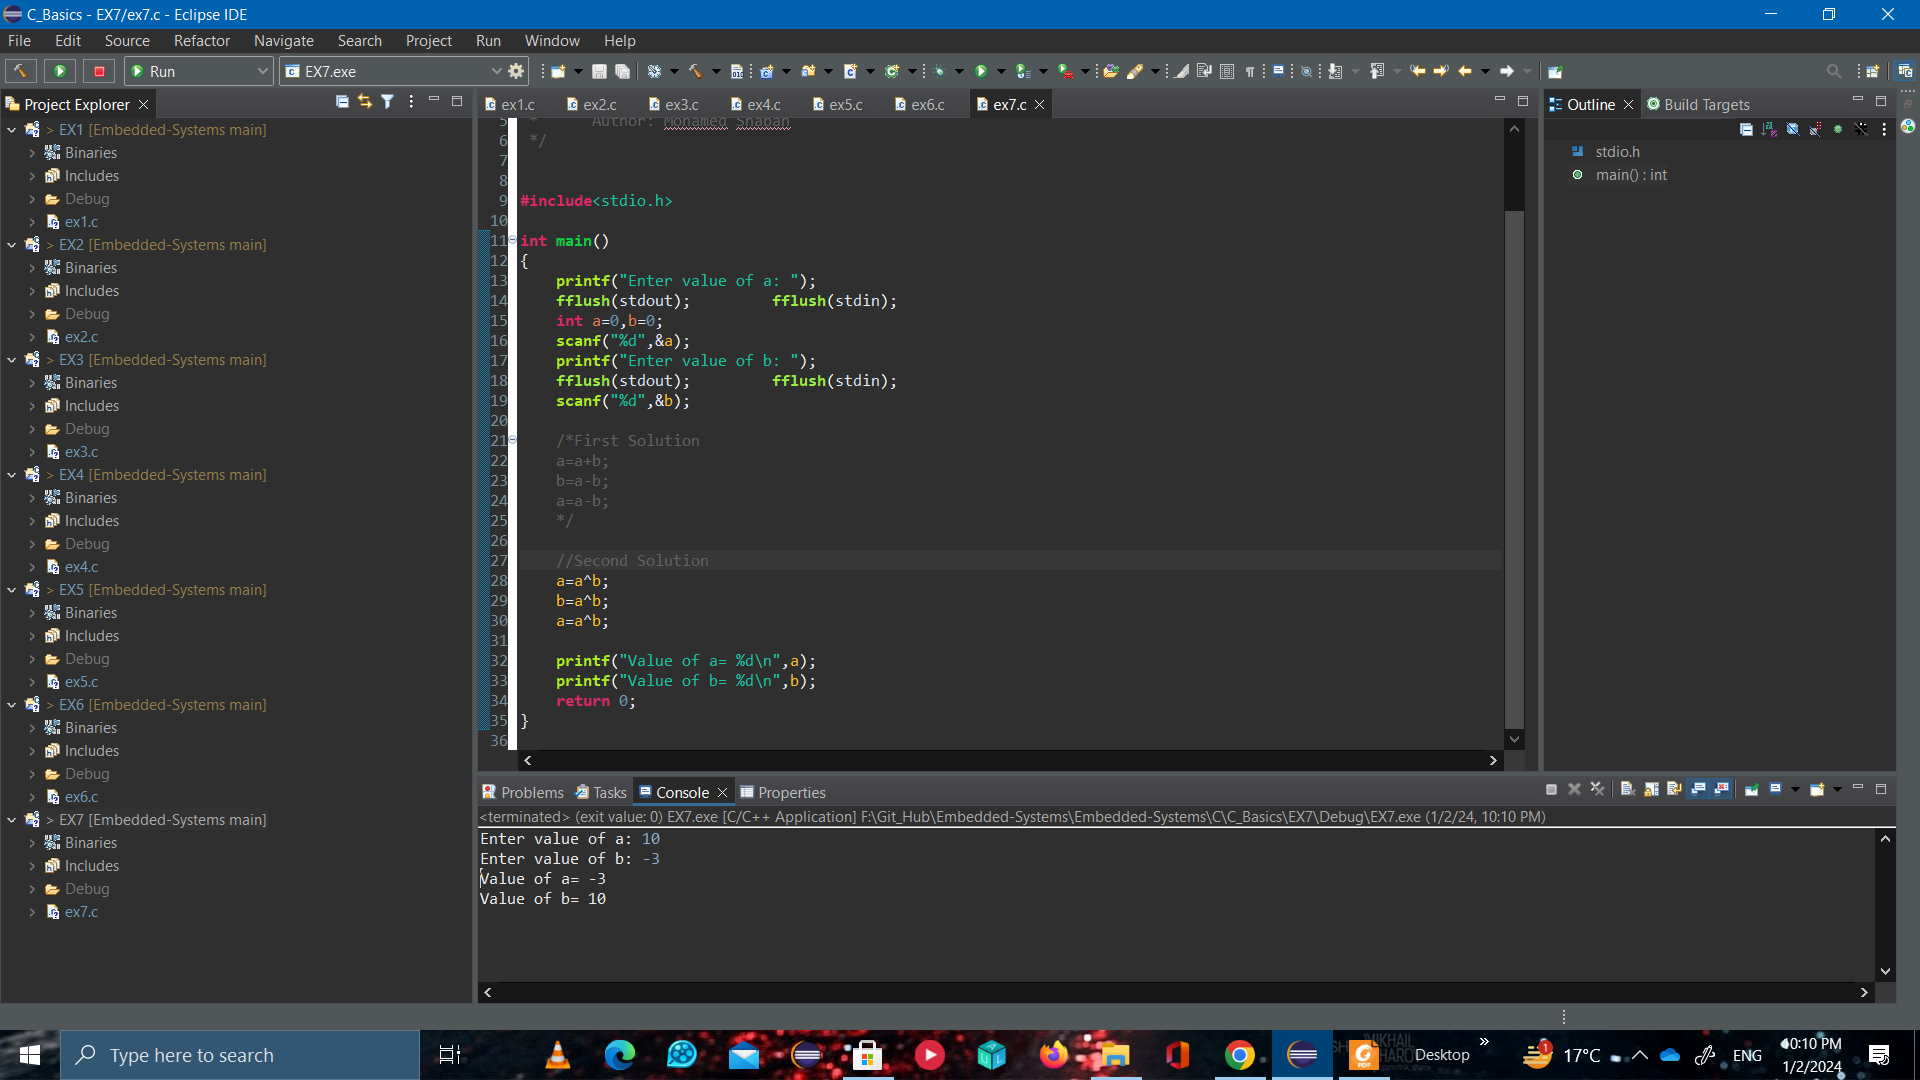 C_Basics - EX7/ex7.c - Eclipse IDE
File Edit Source Refactor Navigate Search Project Run Window Help
Run EX7.exe
Project Explorer
> EX1 [Embedded-Systems main]
Binaries
Includes
Debug
ex1.c
> EX2 [Embedded-Systems main]
Binaries
Includes
Debug
ex2.c
> EX3 [Embedded-Systems main]
Binaries
Includes
Debug
ex3.c
> EX4 [Embedded-Systems main]
Binaries
Includes
Debug
ex4.c
> EX5 [Embedded-Systems main]
Binaries
Includes
Debug
ex5.c
> EX6 [Embedded-Systems main]
Binaries
Includes
Debug
ex6.c
> EX7 [Embedded-Systems main]
Binaries
Includes
Debug
ex7.c
ex1.c ex2.c ex3.c ex4.c ex5.c ex6.c ex7.c
5 * Author: Mohamed Shaban
6 */
7
8
9 #include<stdio.h>
10
11 int main()
12 {
13 printf("Enter value of a: ");
14 fflush(stdout); fflush(stdin);
15 int a=0,b=0;
16 scanf("%d",&a);
17 printf("Enter value of b: ");
18 fflush(stdout); fflush(stdin);
19 scanf("%d",&b);
20
21 /*First Solution
22 a=a+b;
23 b=a-b;
24 a=a-b;
25 */
26
27 //Second Solution
28 a=a^b;
29 b=a^b;
30 a=a^b;
31
32 printf("Value of a= %d\n",a);
33 printf("Value of b= %d\n",b);
34 return 0;
35 }
36
Outline Build Targets
stdio.h
main() : int
Problems Tasks Console Properties
<terminated> (exit value: 0) EX7.exe [C/C++ Application] F:\Git_Hub\Embedded-Systems\Embedded-Systems\C\C_Basics\EX7\Debug\EX7.exe (1/2/24, 10:10 PM)
Enter value of a: 10
Enter value of b: -3
Value of a= -3
Value of b= 10
Type here to search
Desktop
1
17°C
ENG
10:10 PM
1/2/2024